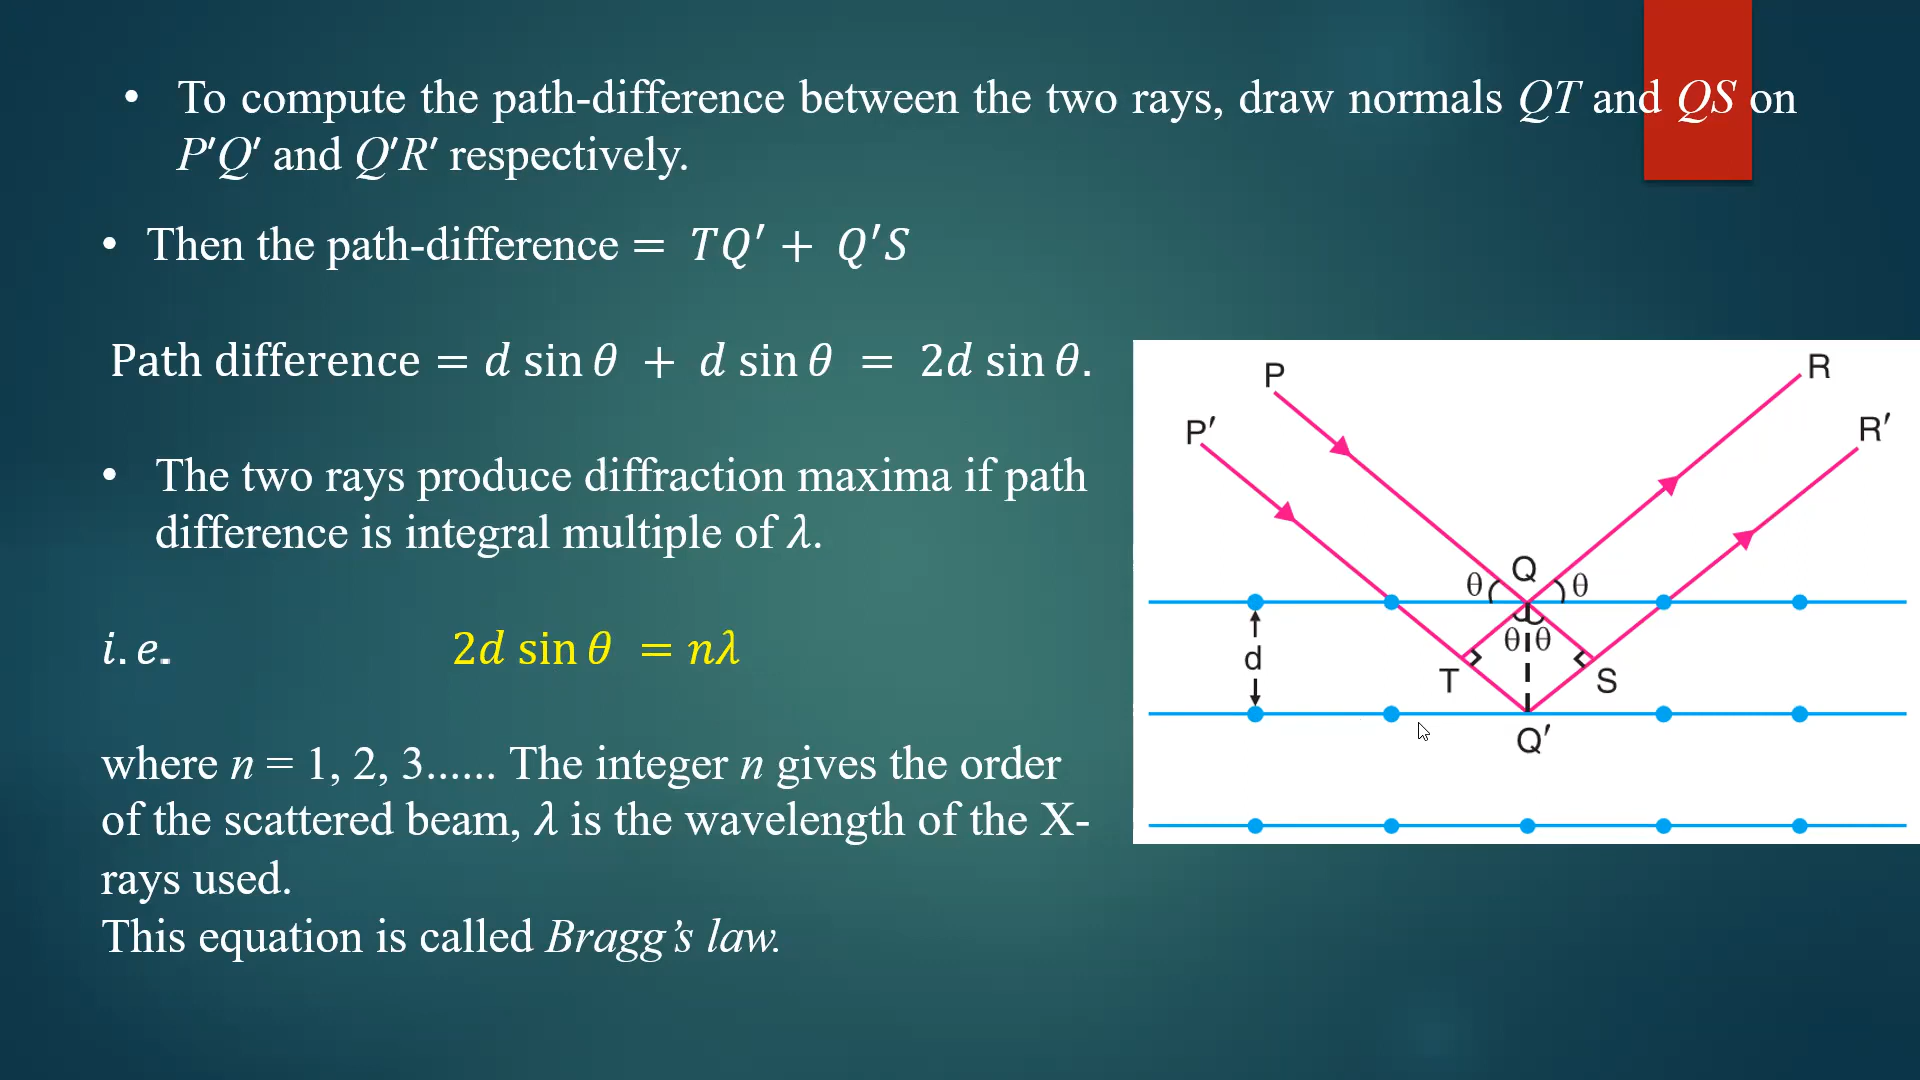 • To compute the path-difference between the two rays, draw normals QT and QS on
P′Q′ and Q′R′ respectively.
• Then the path-difference = TQ′ + Q′S
Path difference = d sin θ + d sin θ = 2d sin θ.
• The two rays produce diffraction maxima if path
difference is integral multiple of λ.
i.e. 2d sin θ = nλ
where n = 1, 2, 3...... The integer n gives the order
of the scattered beam, λ is the wavelength of the X-
rays used.
This equation is called Bragg’s law.
P
R
P′
R′
Q
θ
θ
θ
θ
d
T
S
Q′